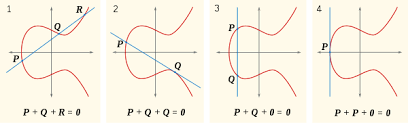 1
R
Q
P
P + Q + R = 0
2
P
Q
P + Q + Q = 0
3
P
Q
P + Q + 0 = 0
4
P
P + P + 0 = 0